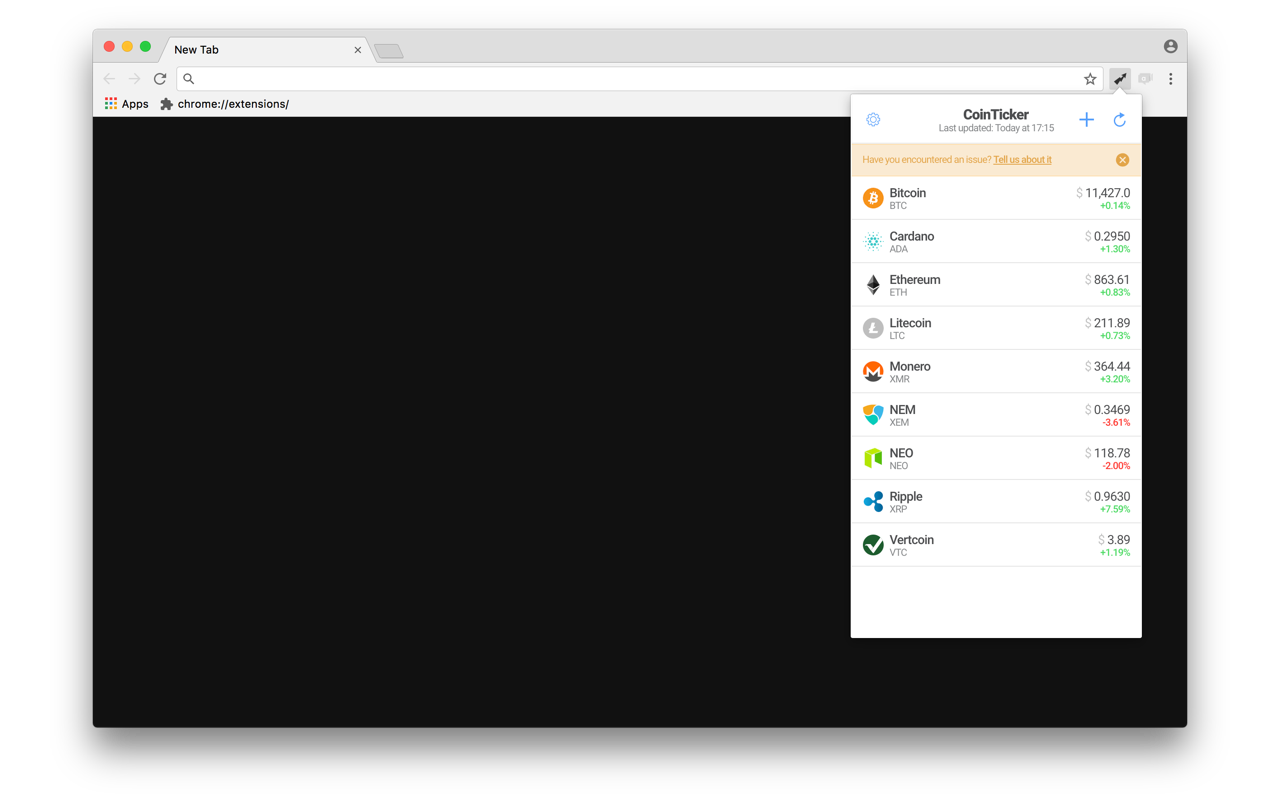 New Tab
Apps chrome://extensions/
CoinTicker
Last updated: Today at 17:15
Have you encountered an issue? Tell us about it
Bitcoin $ 11,427.0
BTC +0.14%
Cardano $ 0.2950
ADA +1.30%
Ethereum $ 863.61
ETH +0.83%
Litecoin $ 211.89
LTC +0.73%
Monero $ 364.44
XMR +3.20%
NEM $ 0.3469
XEM -3.61%
NEO $ 118.78
NEO -2.00%
Ripple $ 0.9630
XRP +7.59%
Vertcoin $ 3.89
VTC +1.19%